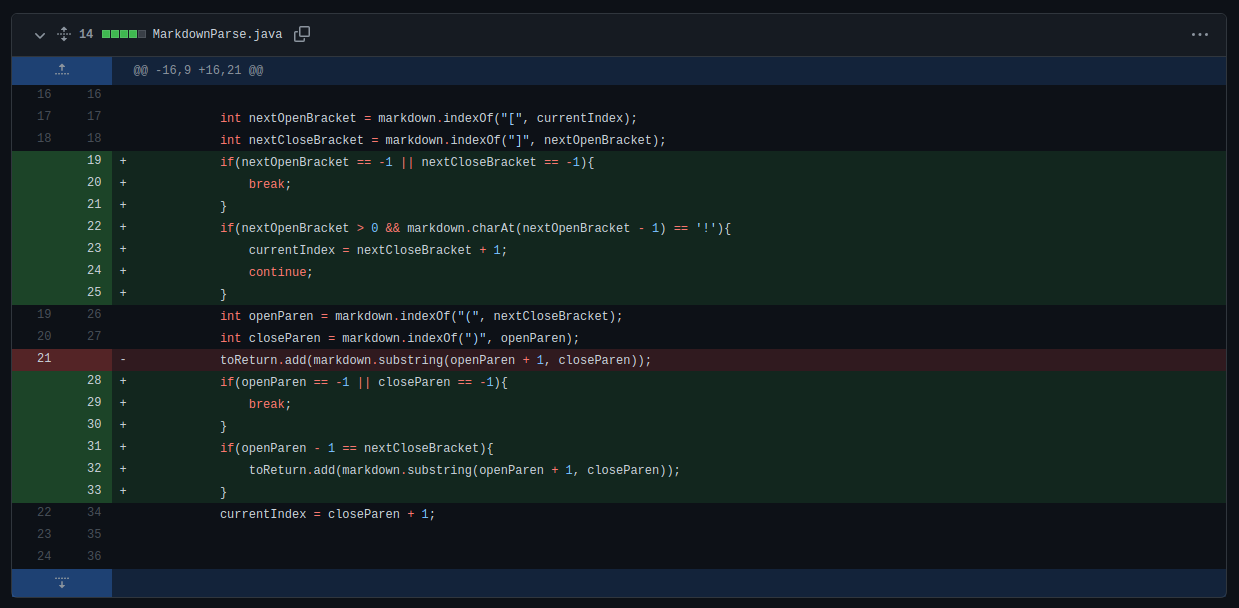 14 MarkdownParse.java
@@ -16,9 +16,21 @@
16 16
17 17 int nextOpenBracket = markdown.indexOf("[", currentIndex);
18 18 int nextCloseBracket = markdown.indexOf("]", nextOpenBracket);
19 + if(nextOpenBracket == -1 || nextCloseBracket == -1){
20 + break;
21 + }
22 + if(nextOpenBracket > 0 && markdown.charAt(nextOpenBracket - 1) == '!'){
23 + currentIndex = nextCloseBracket + 1;
24 + continue;
25 + }
19 26 int openParen = markdown.indexOf("(", nextCloseBracket);
20 27 int closeParen = markdown.indexOf(")", openParen);
21 - toReturn.add(markdown.substring(openParen + 1, closeParen));
28 + if(openParen == -1 || closeParen == -1){
29 + break;
30 + }
31 + if(openParen - 1 == nextCloseBracket){
32 + toReturn.add(markdown.substring(openParen + 1, closeParen));
33 + }
22 34 currentIndex = closeParen + 1;
23 35
24 36